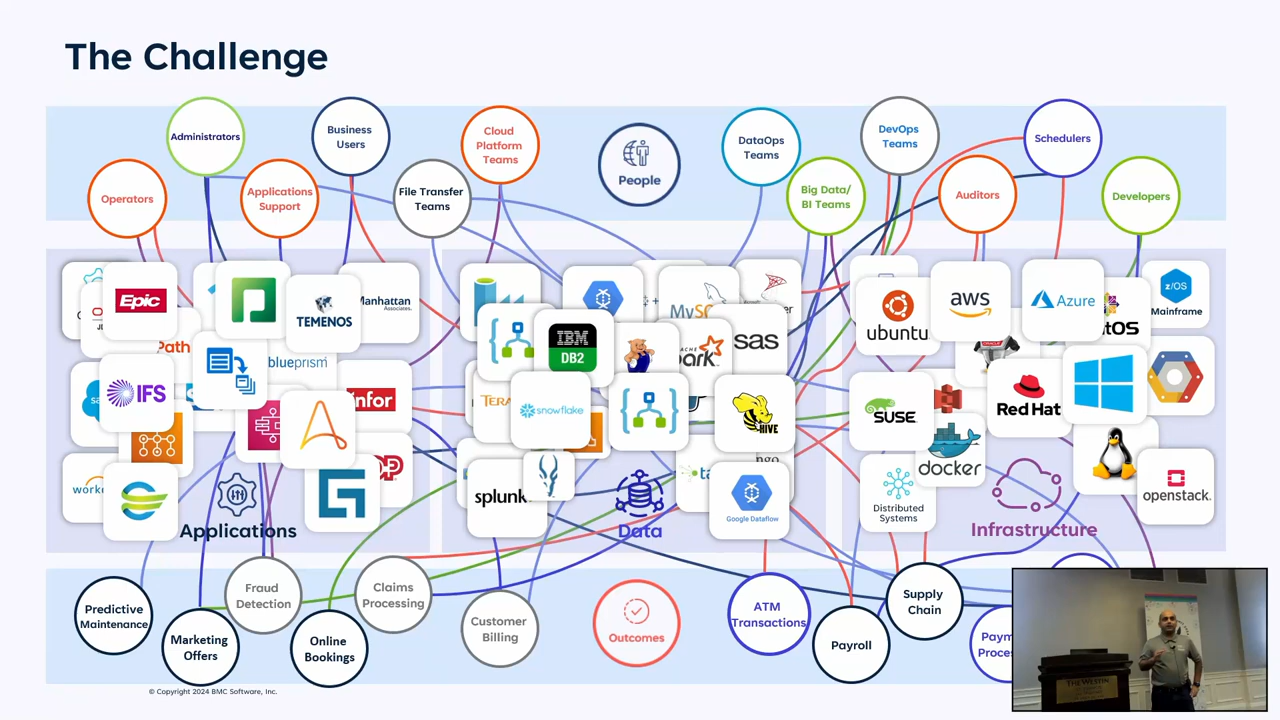 The Challenge
Administrators
Business
Users
Cloud
Platform
Teams
People
DataOps
Teams
DevOps
Teams
Schedulers
Operators
Applications
Support
File Transfer
Teams
Big Data/
BI Teams
Auditors
Developers
Epic
TEMENOS
Manhattan
Associates.
Path
blueprism
IFS
infor
Applications
IBM
DB2
MySQ
sas
snowflake
HIVE
splunk
Google Dataflow
Data
ubuntu
aws
Azure
z/OS
Mainframe
SUSE
Red Hat
docker
Distributed
Systems
openstack.
Infrastructure
Predictive
Maintenance
Marketing
Offers
Fraud
Detection
Online
Bookings
Claims
Processing
Customer
Billing
Outcomes
ATM
Transactions
Payroll
Supply
Chain
© Copyright 2024 BMC Software, Inc.
THE WESTIN